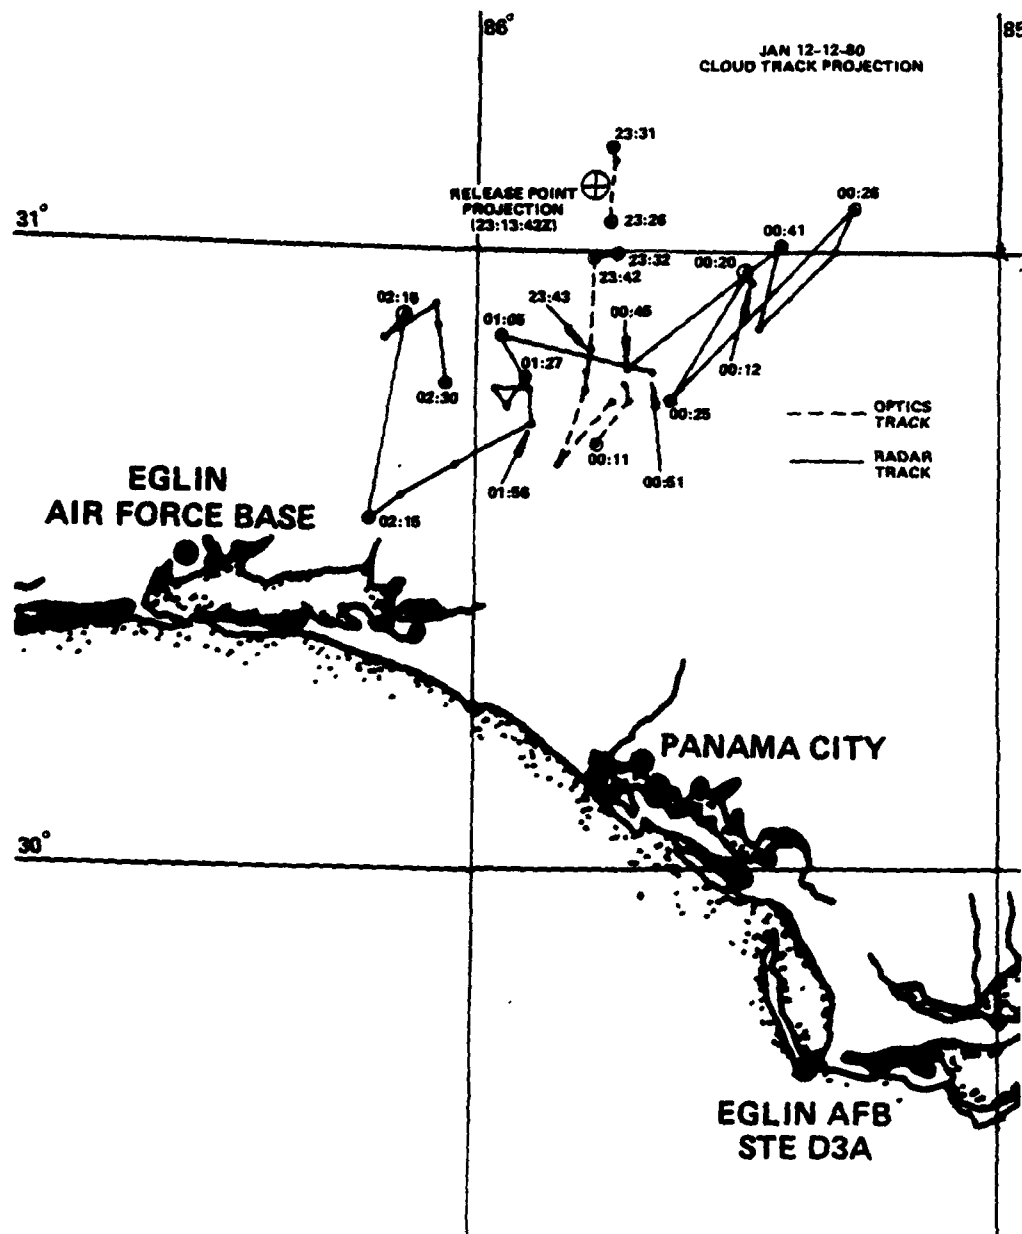 86°
85
JAN 12-12-80
CLOUD TRACK PROJECTION
23:31
RELEASE POINT
PROJECTION
(23:13:42Z)
23:26
00:26
31°
00:41
23:32
00:20
23:42
02:16
23:43
00:45
01:05
01:27
00:12
02:30
00:25
OPTICS
TRACK
00:11
RADAR
TRACK
00:51
01:56
EGLIN
AIR FORCE BASE
02:15
PANAMA CITY
30°
EGLIN AFB
STE D3A